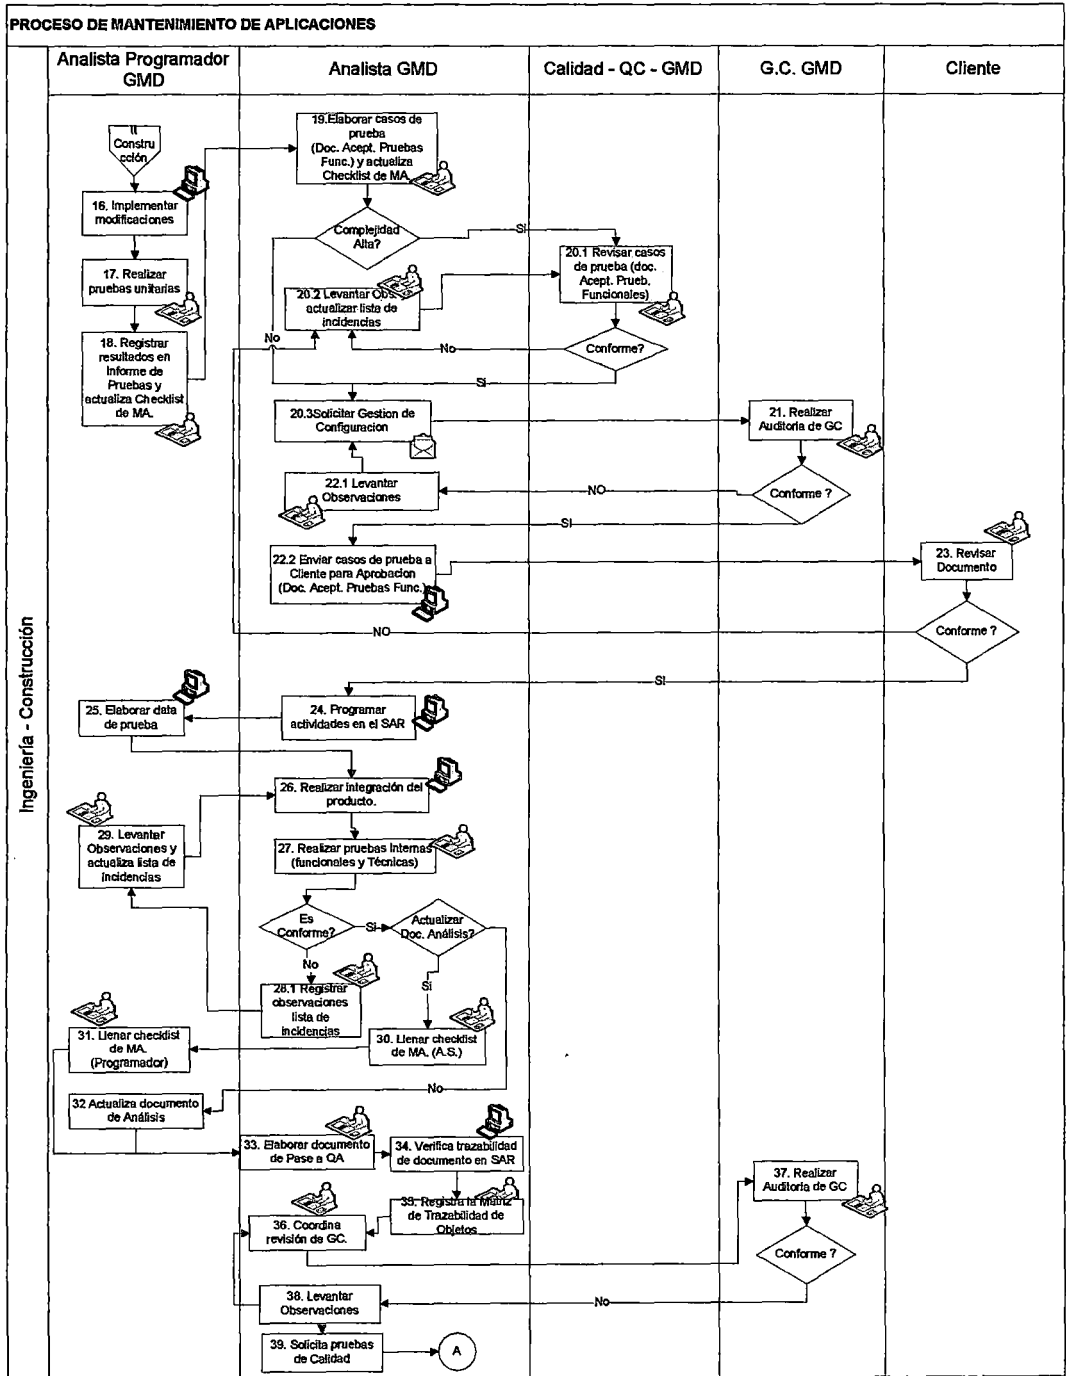 PROCESO DE MANTENIMIENTO DE APLICACIONES
Analista Programador
GMD
Analista GMD
Calidad - QC - GMD
G.C. GMD
Cliente
Ingeniería - Construcción
II
Constru
cción
16. Implementar
modificaciones
17. Realizar
pruebas unitarias
18. Registrar
resultados en
Informe de
Pruebas y
actualiza Checklist
de MA.
19.Elaborar casos de
prueba
(Doc. Acept. Pruebas
Func.) y actualiza
Checklist de MA.
Complejidad
Alta?
Si
No
20.1 Revisar casos
de prueba (doc.
Acept. Prueb.
Funcionales)
20.2 Levantar Obs.
actualizar lista de
incidencias
Conforme?
No
Si
20.3Solicitar Gestion de
Configuracion
21. Realizar
Auditoria de GC
Conforme ?
NO
22.1 Levantar
Observaciones
SI
22.2 Enviar casos de prueba a
Cliente para Aprobacion
(Doc. Acept. Pruebas Func.)
23. Revisar
Documento
Conforme ?
NO
SI
24. Programar
actividades en el SAR
25. Elaborar data
de prueba
26. Realizar integración del
producto.
27. Realizar pruebas Internas
(funcionales y Técnicas)
29. Levantar
Observaciones y
actualiza lista de
incidencias
Es
Conforme?
Si
Actualizar
Doc. Análisis?
No
Si
28.1 Registrar
observaciones
lista de
incidencias
30. Llenar checklist
de MA. (A.S.)
31. Llenar checklist
de MA.
(Programador)
No
32 Actualiza documento
de Análisis
33. Elaborar documento
de Pase a QA
34. Verifica trazabilidad
de documento en SAR
35. Registra la Matriz
de Trazabilidad de
Objetos
36. Coordina
revisión de GC.
37. Realizar
Auditoria de GC
Conforme ?
No
38. Levantar
Observaciones
39. Solicita pruebas
de Calidad
A